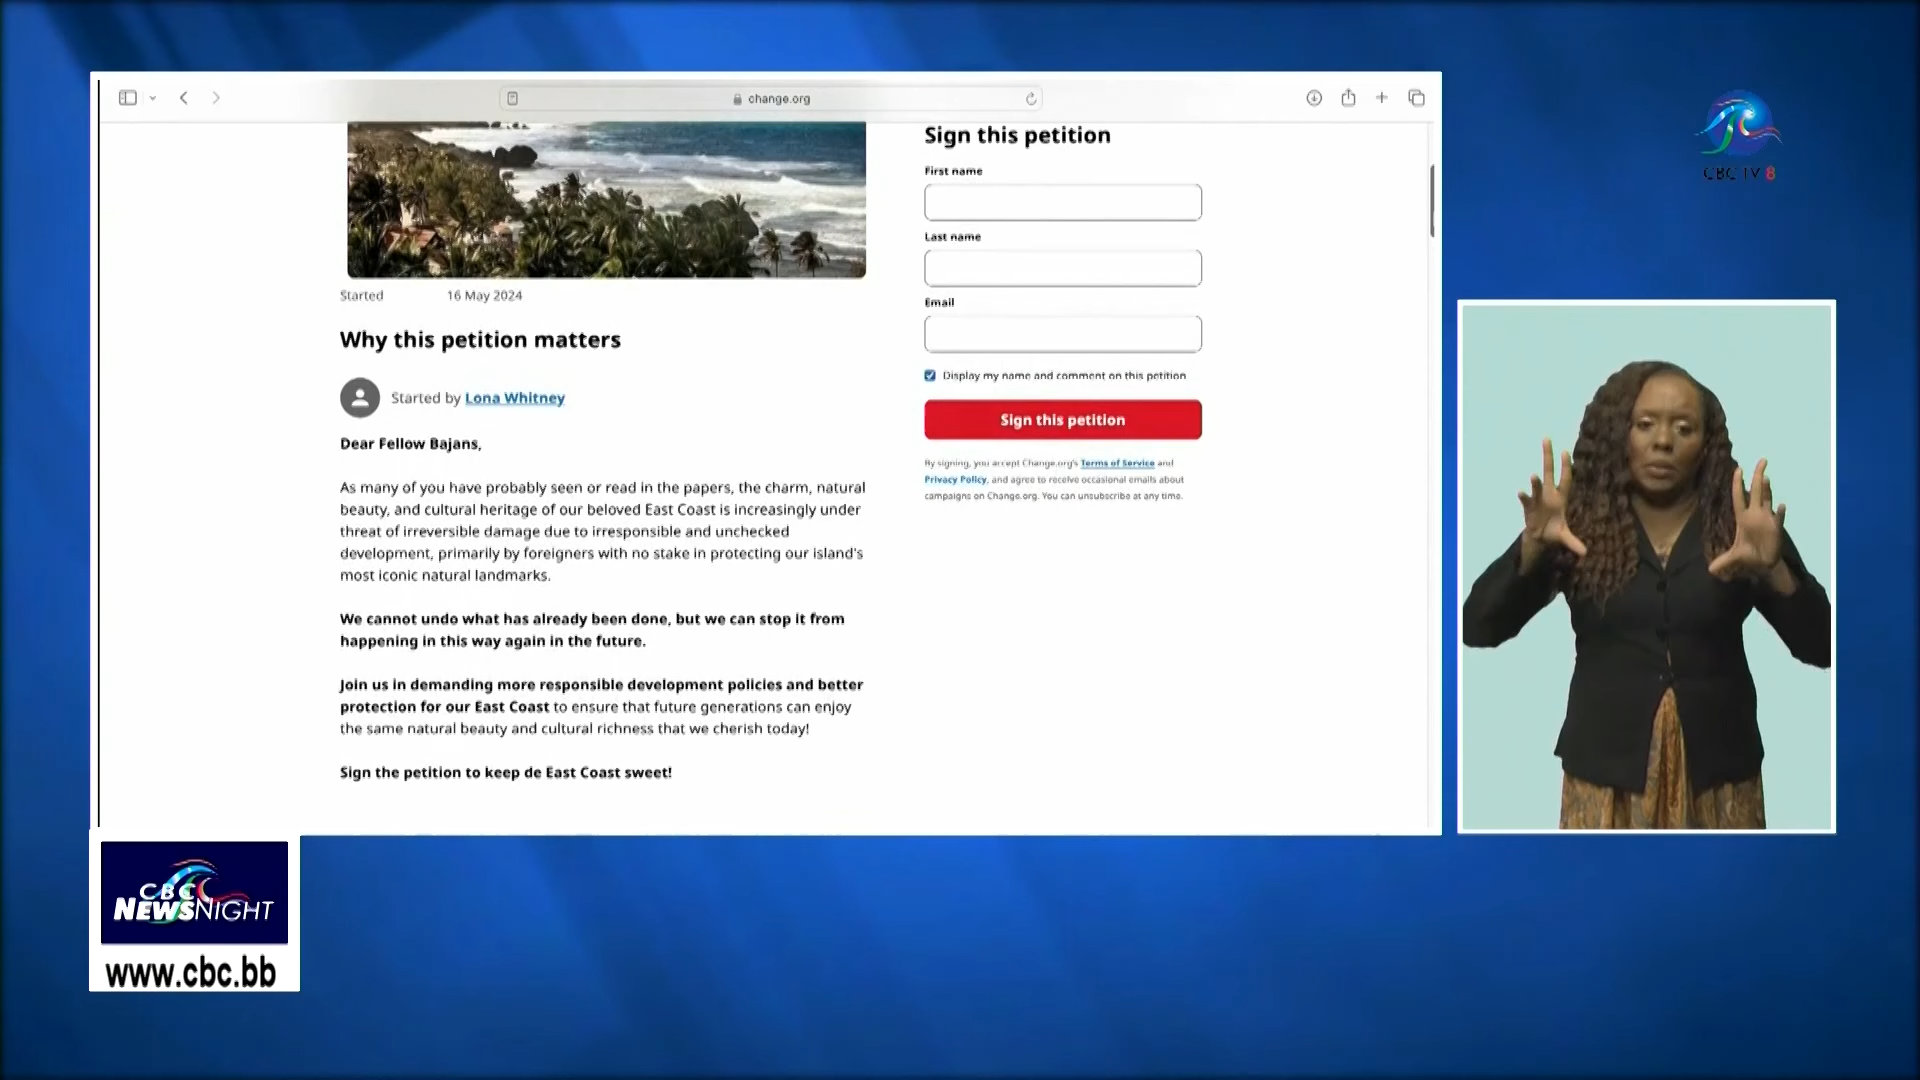 change.org
CBC TV 8
Sign this petition
First name
Last name
Email
Display my name and comment on this petition
Sign this petition
By signing, you accept Change.org's Terms of Service and
Privacy Policy, and agree to receive occasional emails about
campaigns on Change.org. You can unsubscribe at any time.
Started 16 May 2024
Why this petition matters
Started by Lona Whitney
Dear Fellow Bajans,
As many of you have probably seen or read in the papers, the charm, natural
beauty, and cultural heritage of our beloved East Coast is increasingly under
threat of irreversible damage due to irresponsible and unchecked
development, primarily by foreigners with no stake in protecting our island's
most iconic natural landmarks.
We cannot undo what has already been done, but we can stop it from
happening in this way again in the future.
Join us in demanding more responsible development policies and better
protection for our East Coast to ensure that future generations can enjoy
the same natural beauty and cultural richness that we cherish today!
Sign the petition to keep de East Coast sweet!
CBC
NEWSNIGHT
www.cbc.bb